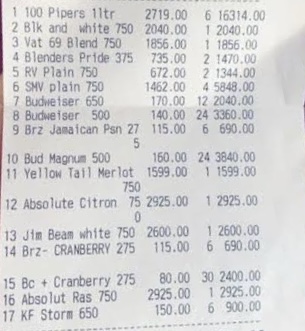 1 100 Pipers 1ltr 2719.00 6 16314.00
2 Blk and white 750 2040.00 1 2040.00
3 Vat 69 Blend 750 1856.00 1 1856.00
4 Blenders Pride 375 735.00 2 1470.00
5 RV Plain 750 672.00 2 1344.00
6 SMV plain 750 1462.00 4 5848.00
7 Budweiser 650 170.00 12 2040.00
8 Budweiser 500 140.00 24 3360.00
9 Brz Jamaican Psn 27 115.00 6 690.00
5
10 Bud Magnum 500 160.00 24 3840.00
11 Yellow Tail Merlot 1599.00 1 1599.00
750
12 Absolute Citron 75 2925.00 1 2925.00
0
13 Jim Beam white 750 2600.00 1 2600.00
14 Brz- CRANBERRY 275 115.00 6 690.00
15 Bc + Cranberry 275 80.00 30 2400.00
16 Absolut Ras 750 2925.00 1 2925.00
17 KF Storm 650 150.00 6 900.00